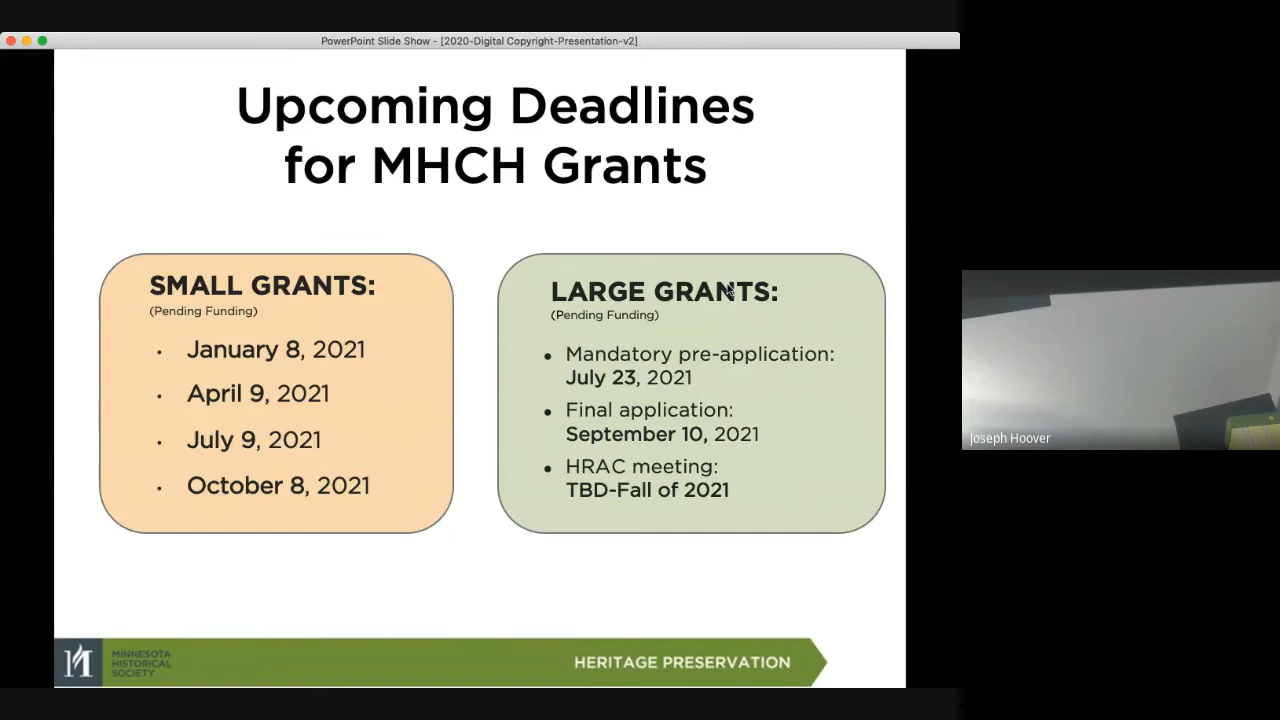 PowerPoint Slide Show - [2020-Digital Copyright-Presentation-v2]
Upcoming Deadlines
for MHCH Grants
SMALL GRANTS:
(Pending Funding)
• January 8, 2021
• April 9, 2021
• July 9, 2021
• October 8, 2021
LARGE GRANTS:
(Pending Funding)
• Mandatory pre-application:
July 23, 2021
• Final application:
September 10, 2021
• HRAC meeting:
TBD-Fall of 2021
MINNESOTA
HISTORICAL
SOCIETY
HERITAGE PRESERVATION
Joseph Hoover